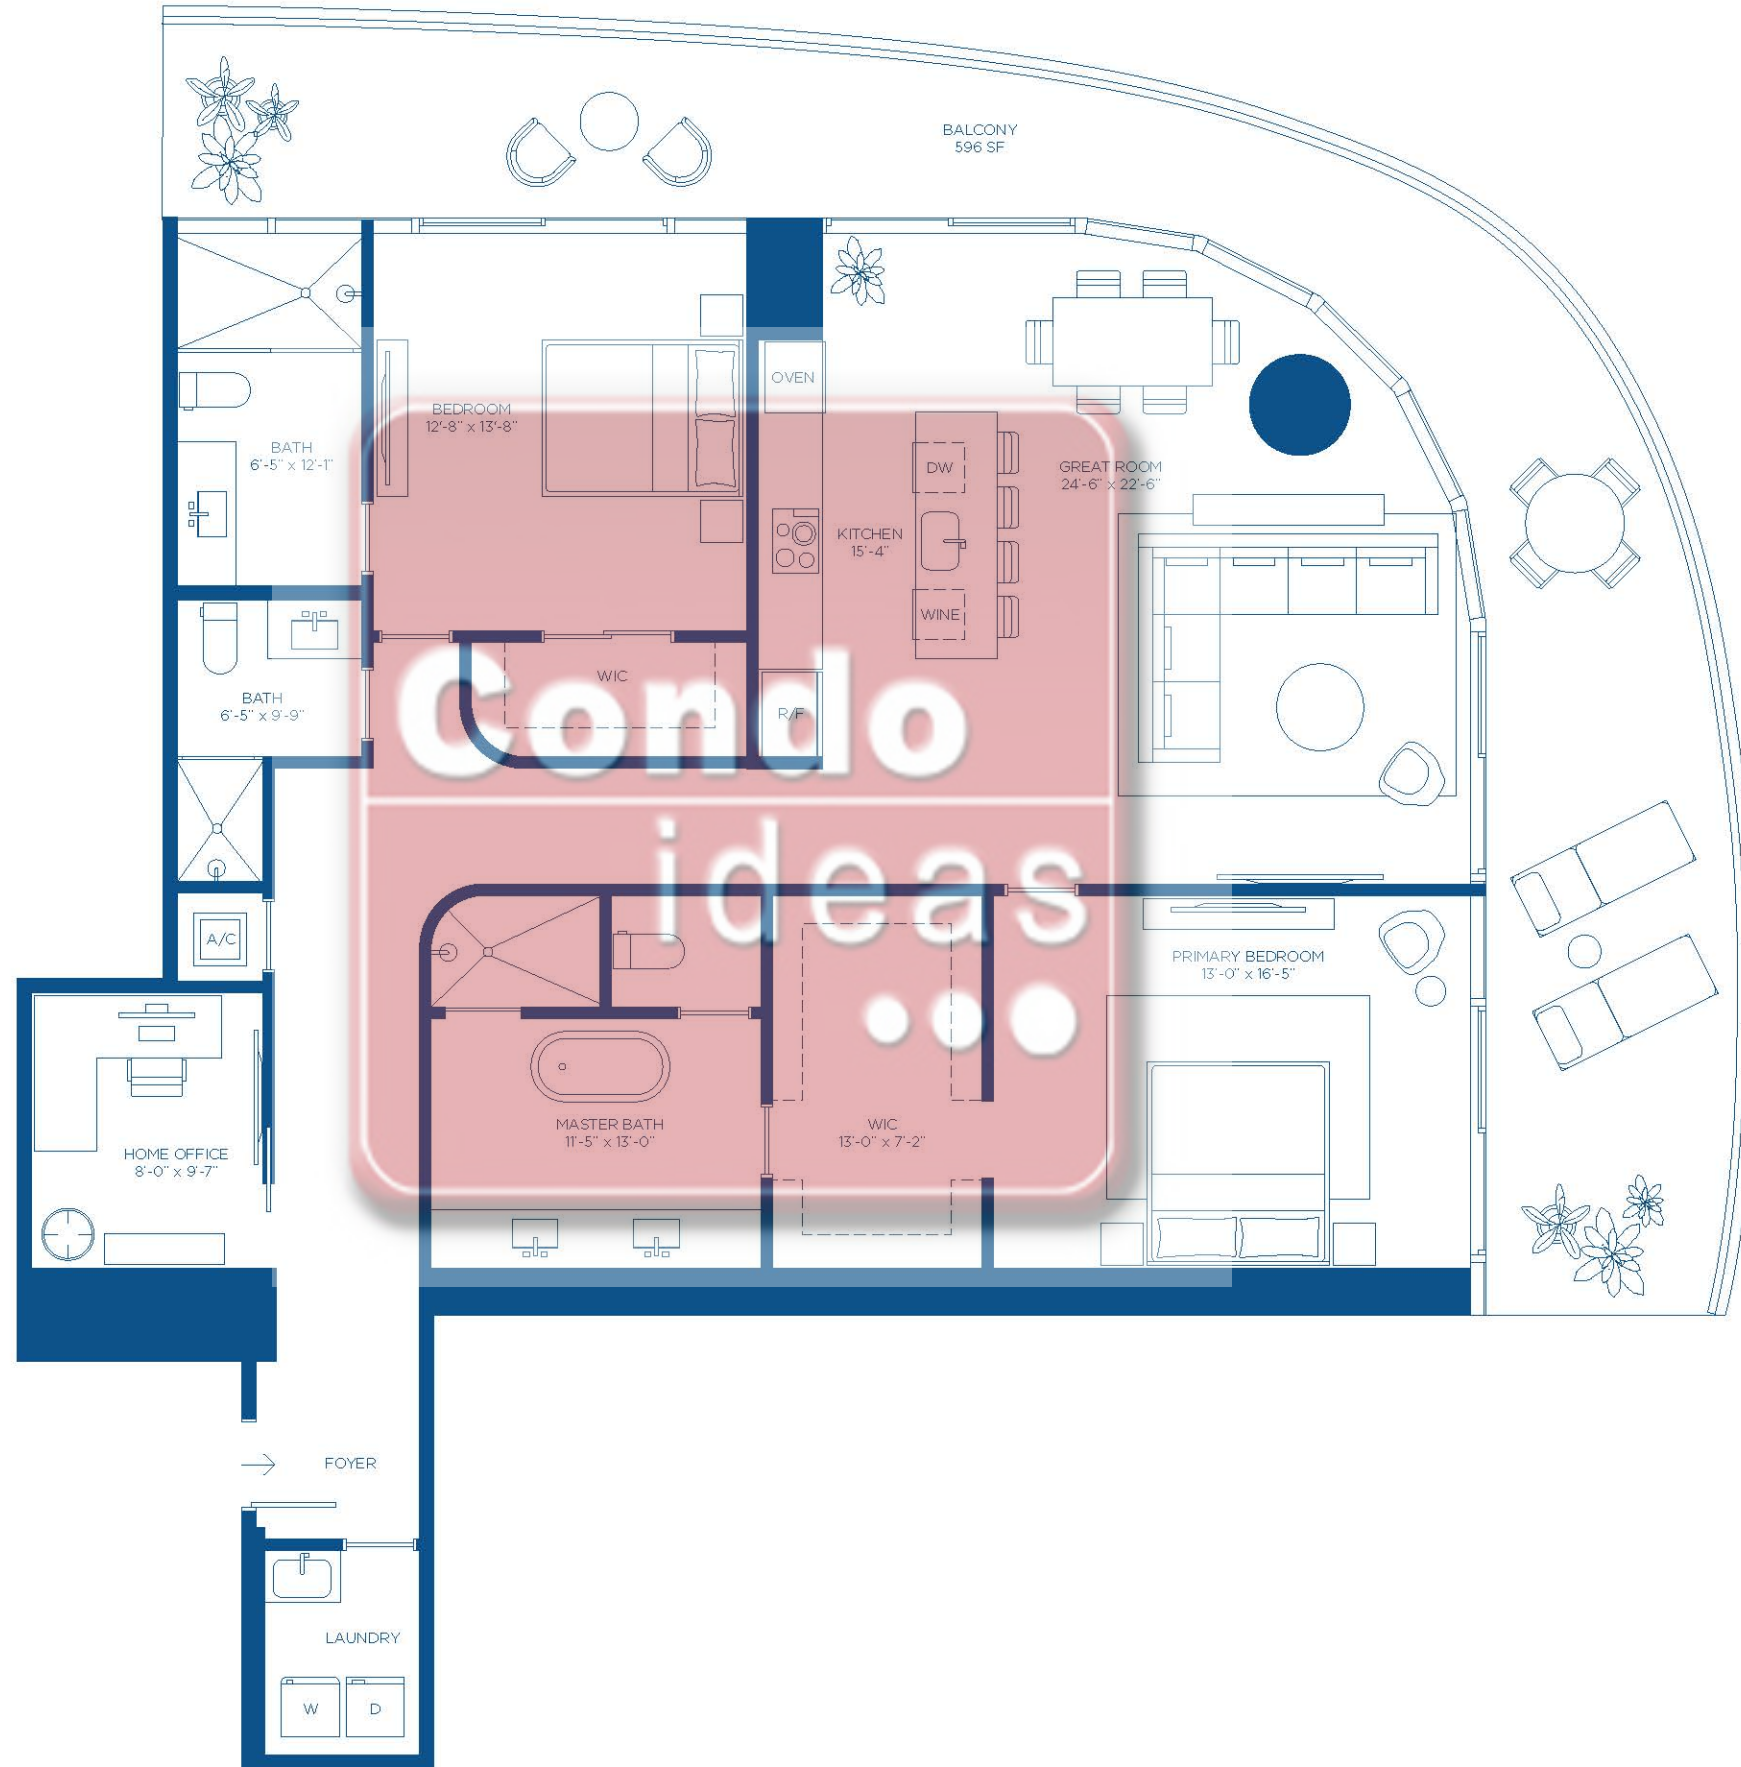 BALCONY
596 SF
OVEN
BEDROOM
12'-8" x 13'-8"
BATH
6'-5" x 12'-1"
DW
GREAT ROOM
24'-6" x 22'-6"
KITCHEN
15'-4"
WINE
WIC
BATH
6'-5" x 9'-9"
R/F
Condo
ideas
...
A/C
PRIMARY BEDROOM
13'-0" x 16'-5"
MASTER BATH
11'-5" x 13'-0"
WIC
13'-0" x 7'-2"
HOME OFFICE
8'-0" x 9'-7"
FOYER
LAUNDRY
W
D